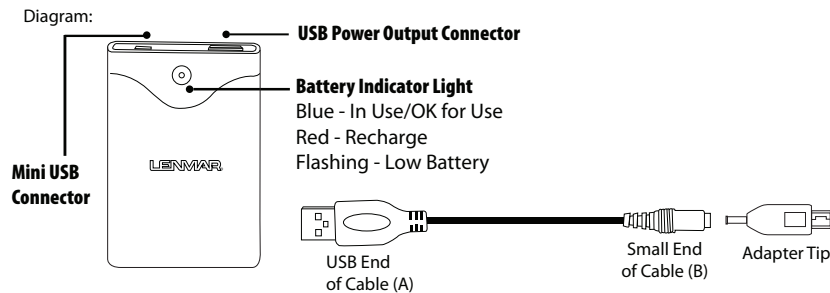 Diagram:
USB Power Output Connector
Battery Indicator Light
Blue - In Use/OK for Use
Red - Recharge
Flashing - Low Battery
LENMAR
Mini USB
Connector
USB End
of Cable (A)
Small End
of Cable (B)
Adapter Tip